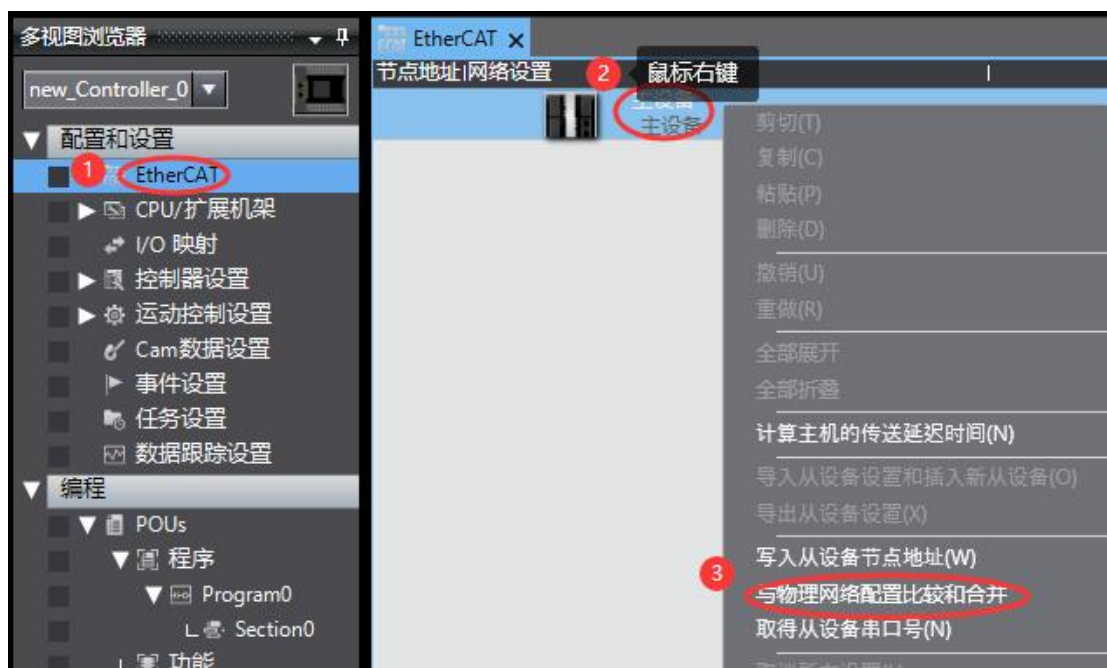 多视图浏览器
new_Controller_0
配置和设置
1
EtherCAT
CPU/扩展机架
I/O 映射
控制器设置
运动控制设置
Cam数据设置
事件设置
任务设置
数据跟踪设置
编程
POUs
程序
Program0
Section0
功能
EtherCAT
节点地址|网络设置
2
鼠标右键
主设备
主设备
剪切(T)
复制(C)
粘贴(P)
删除(D)
撤销(U)
重做(R)
全部展开
全部折叠
计算主机的传送延迟时间(N)
导入从设备设置和插入新从设备(O)
导出从设备设置(X)
写入从设备节点地址(W)
3
与物理网络配置比较和合并
取得从设备串口号(N)